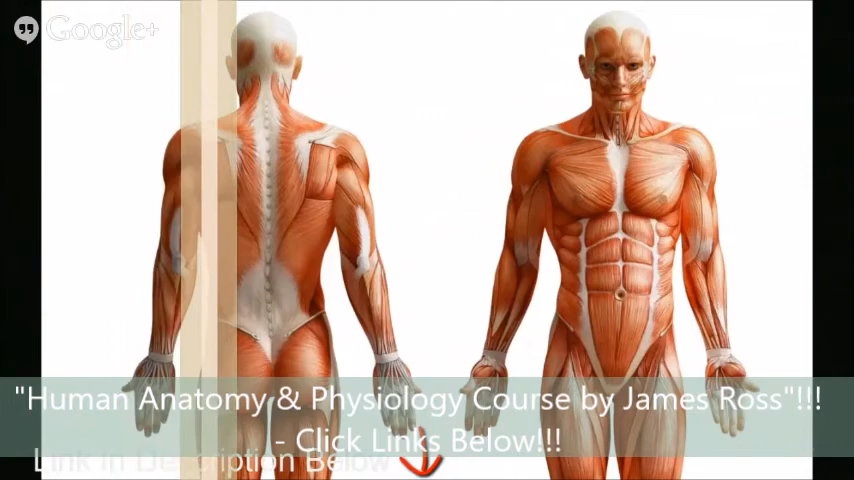 Google+
"Human Anatomy & Physiology Course by James Ross"!!!
- Click Links Below!!!
Link In Description Below